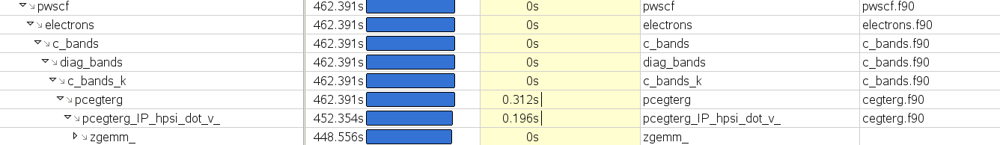 pwscf 462.391s 0s pwscf pwscf.f90
electrons 462.391s 0s electrons electrons.f90
c_bands 462.391s 0s c_bands c_bands.f90
diag_bands 462.391s 0s diag_bands c_bands.f90
c_bands_k 462.391s 0s c_bands_k c_bands.f90
pcegterg 462.391s 0.312s pcegterg cegterg.f90
pcegterg_IP_hpsi_dot_v_ 452.354s 0.196s pcegterg_IP_hpsi_dot_v_ cegterg.f90
zgemm_ 448.556s 0s zgemm_